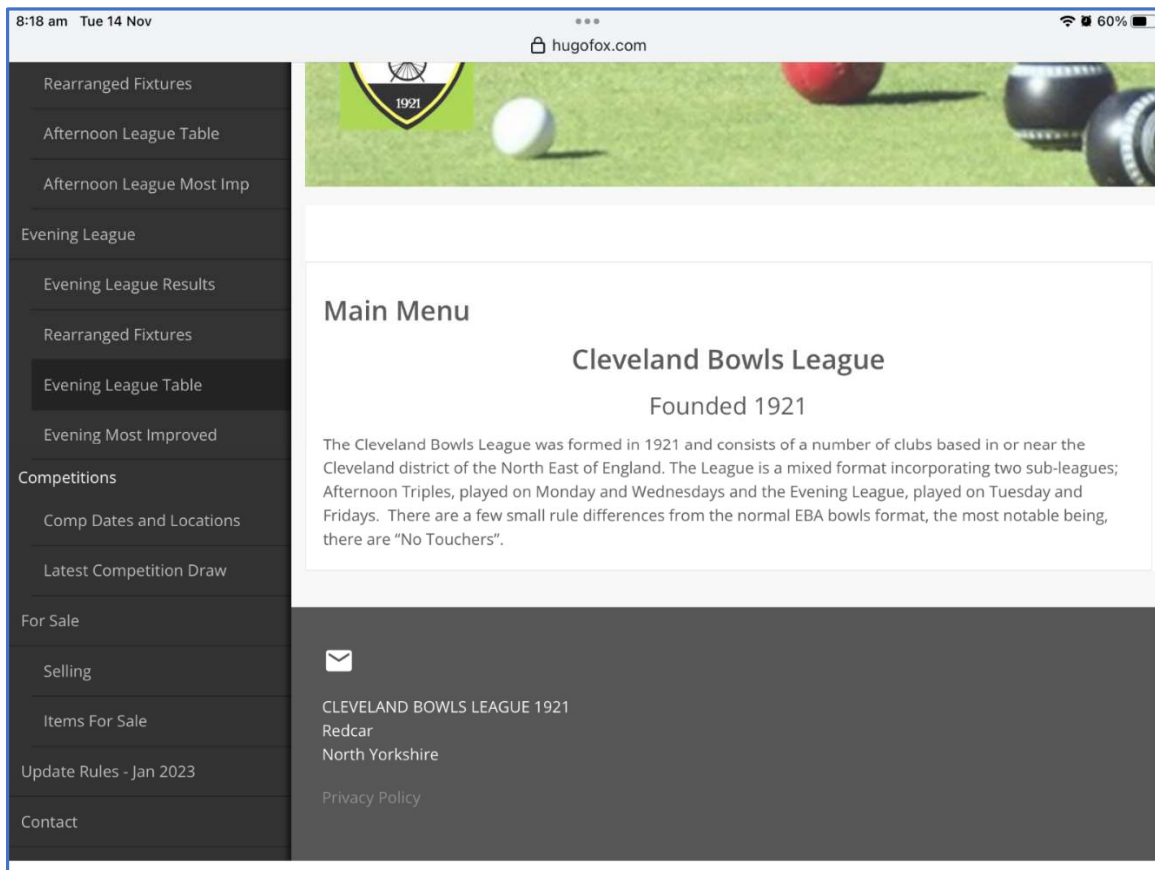 8:18 am Tue 14 Nov
60%
hugofox.com
Rearranged Fixtures
Afternoon League Table
Afternoon League Most Imp
Evening League
Evening League Results
Rearranged Fixtures
Evening League Table
Evening Most Improved
Competitions
Comp Dates and Locations
Latest Competition Draw
For Sale
Selling
Items For Sale
Update Rules - Jan 2023
Contact
1921
Main Menu
Cleveland Bowls League
Founded 1921
The Cleveland Bowls League was formed in 1921 and consists of a number of clubs based in or near the
Cleveland district of the North East of England. The League is a mixed format incorporating two sub-leagues;
Afternoon Triples, played on Monday and Wednesdays and the Evening League, played on Tuesday and
Fridays. There are a few small rule differences from the normal EBA bowls format, the most notable being,
there are “No Touchers”.
CLEVELAND BOWLS LEAGUE 1921
Redcar
North Yorkshire
Privacy Policy